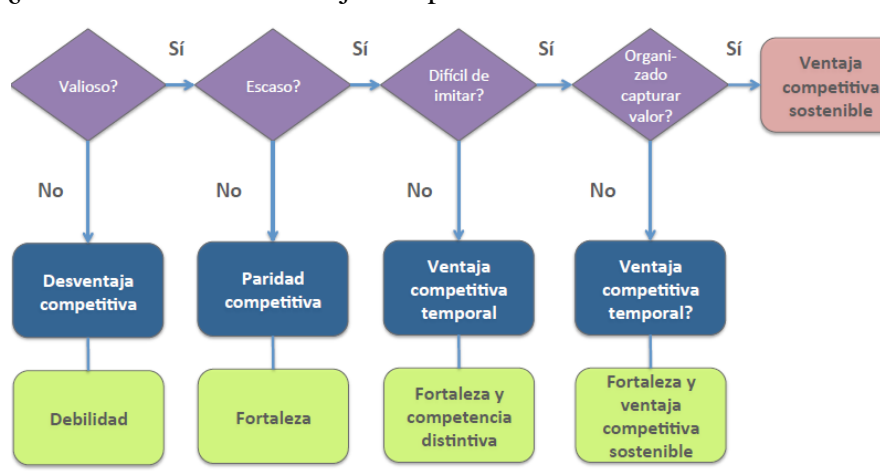 Sí
Sí
Sí
Sí
Valioso?
Escaso?
Difícil de
imitar?
Organi-
zado
capturar
valor?
Ventaja
competitiva
sostenible
No
No
No
No
Desventaja
competitiva
Paridad
competitiva
Ventaja
competitiva
temporal
Ventaja
competitiva
temporal?
Debilidad
Fortaleza
Fortaleza y
competencia
distintiva
Fortaleza y
ventaja
competitiva
sostenible